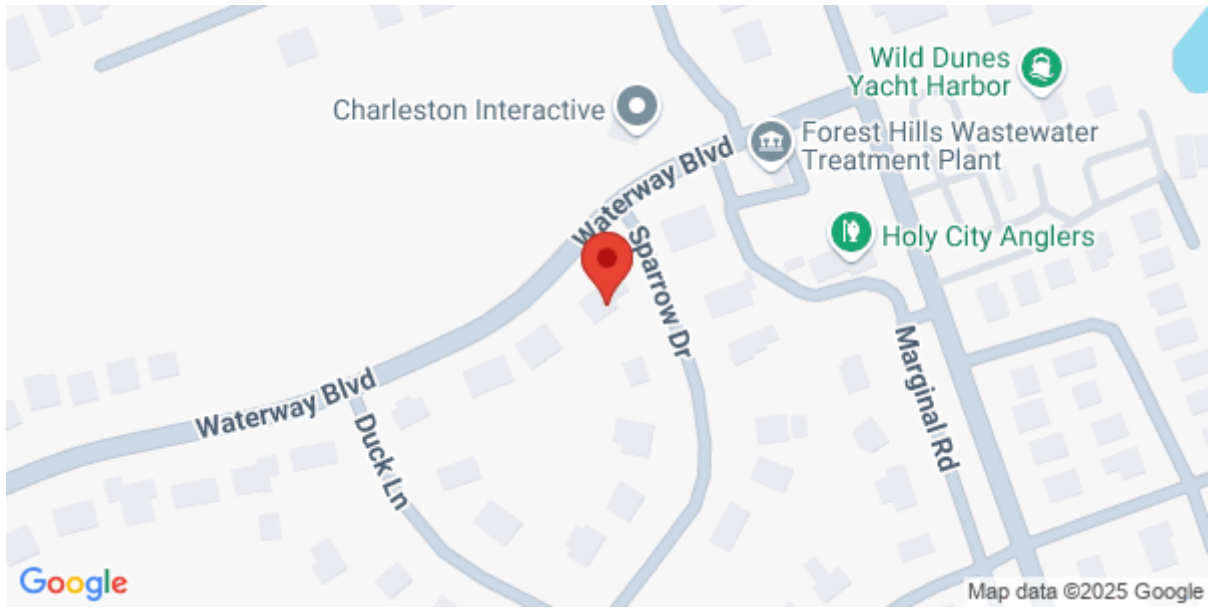 Wild Dunes
Yacht Harbor
Charleston Interactive
Forest Hills Wastewater
Treatment Plant
Waterway Blvd
Sparrow Dr
Holy City Anglers
Marginal Rd
Waterway Blvd
Duck Ln
Google
Map data ©2025 Google